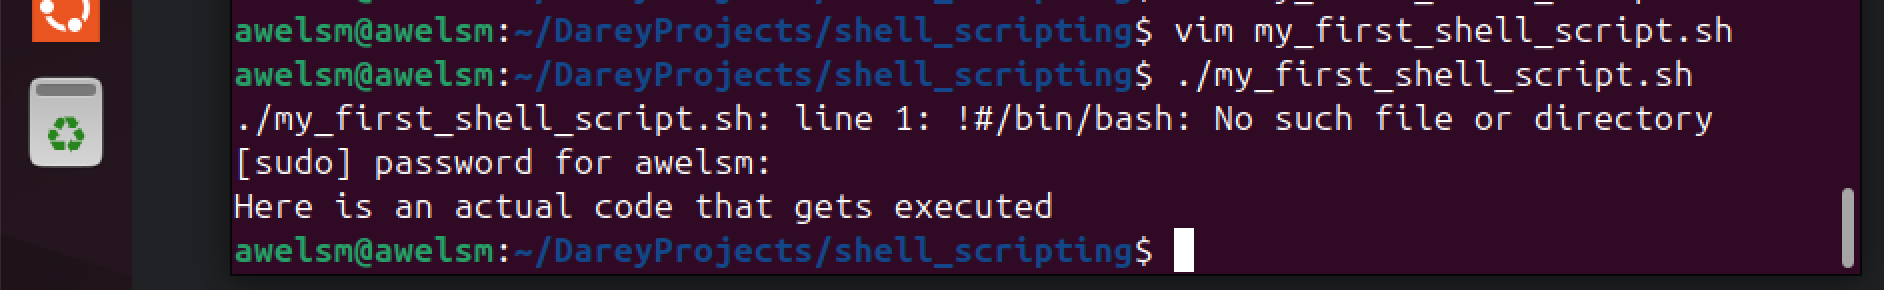 awelsm@awelsm:~/DareyProjects/shell_scripting$ vim my_first_shell_script.sh
awelsm@awelsm:~/DareyProjects/shell_scripting$ ./my_first_shell_script.sh
./my_first_shell_script.sh: line 1: !#/bin/bash: No such file or directory
[sudo] password for awelsm:
Here is an actual code that gets executed
awelsm@awelsm:~/DareyProjects/shell_scripting$